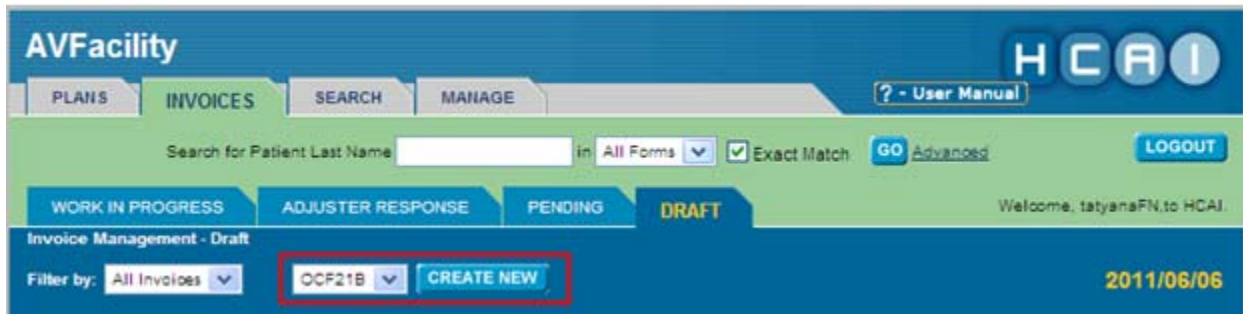 AVFacility
HCAI
PLANS INVOICES SEARCH MANAGE ? - User Manual
Search for Patient Last Name in All Forms Exact Match GO Advanced LOGOUT
WORK IN PROGRESS ADJUSTER RESPONSE PENDING DRAFT Welcome, tatyanaFN,to HCAI.
Invoice Management - Draft
Filter by: All Invoices OCF21B CREATE NEW 2011/06/06